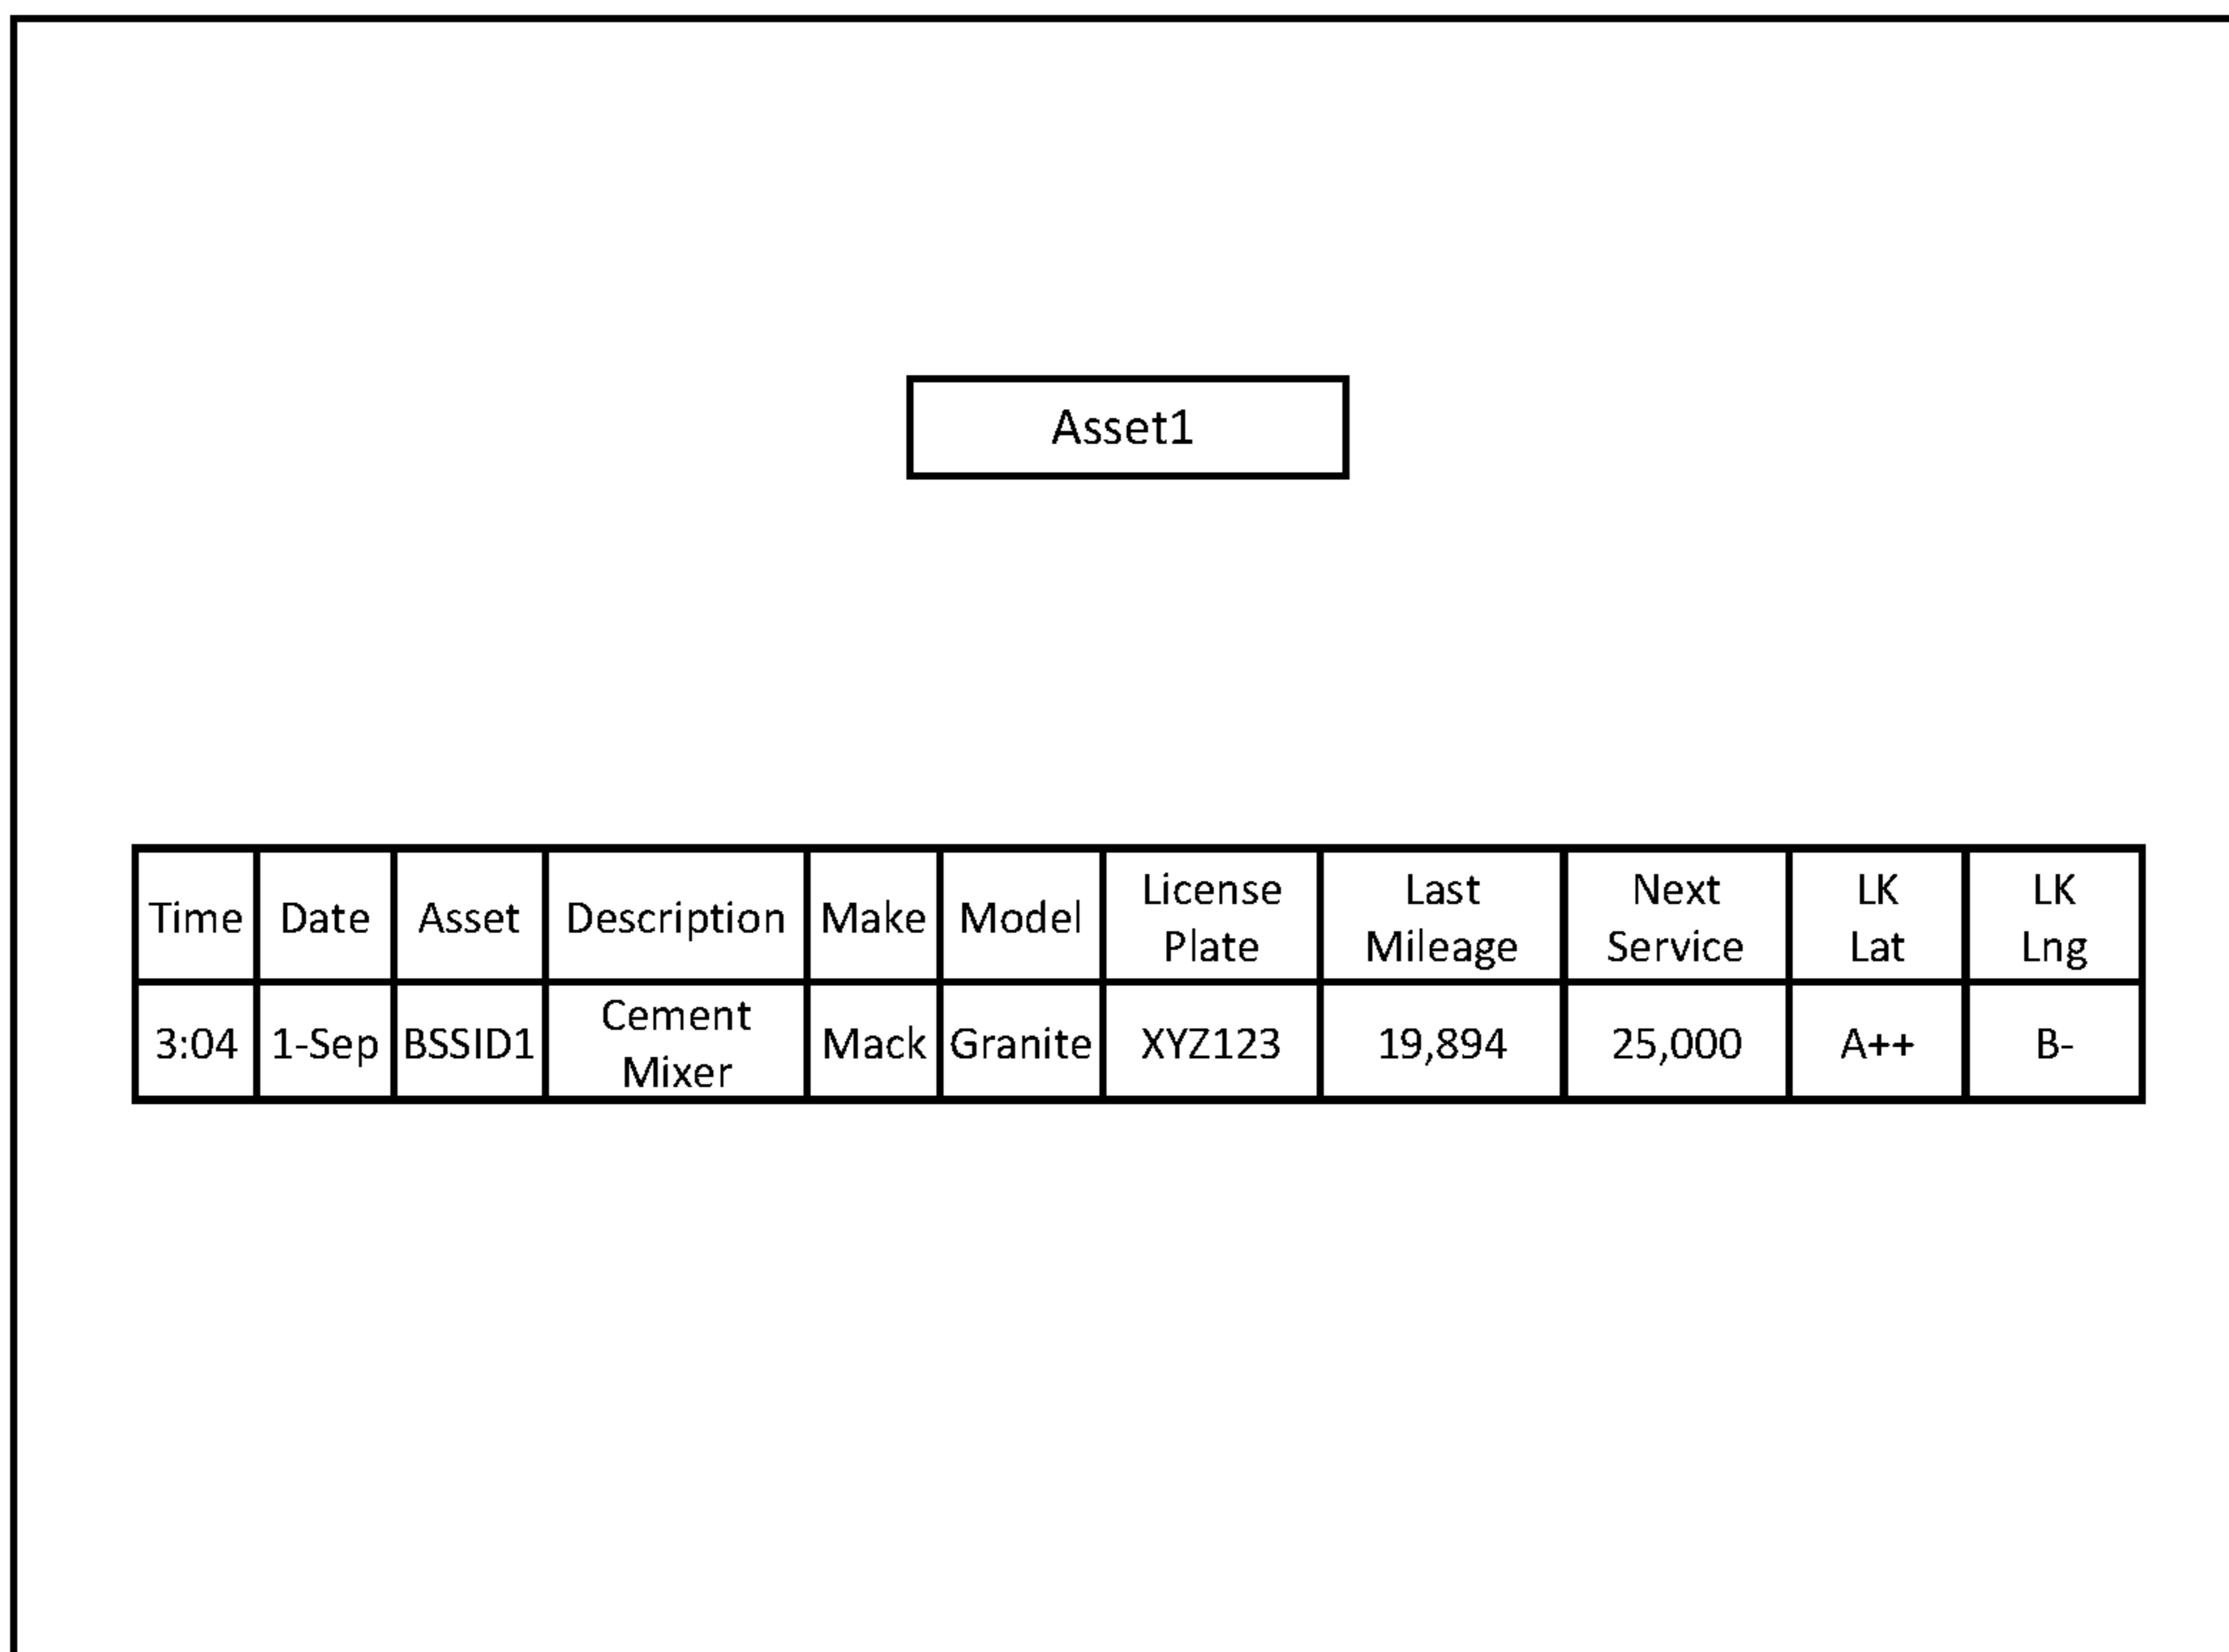 Asset1
Time Date Asset Description Make Model License Plate Last Mileage Next Service LK Lat LK Lng
3:04 1-Sep BSSID1 Cement Mixer Mack Granite XYZ123 19,894 25,000 A++ B-